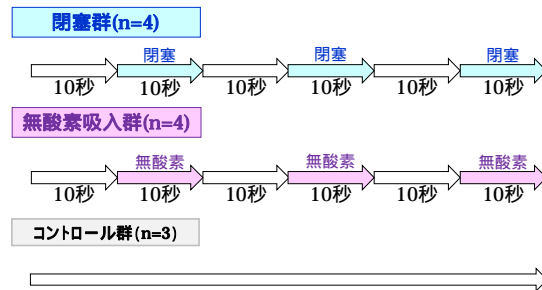 閉塞群(n=4)
閉塞 閉塞 閉塞
10秒 10秒 10秒 10秒 10秒 10秒
無酸素吸入群(n=4)
無酸素 無酸素 無酸素
10秒 10秒 10秒 10秒 10秒 10秒
コントロール群(n=3)